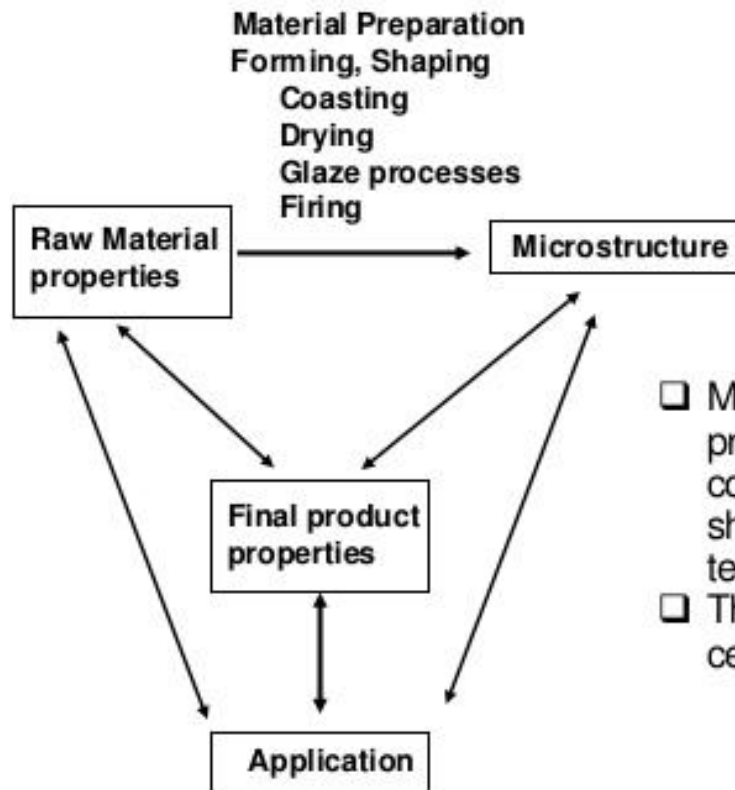 Material Preparation
Forming, Shaping
Coasting
Drying
Glaze processes
Firing
Raw Material
properties
Microstructure
Final product
properties
Application